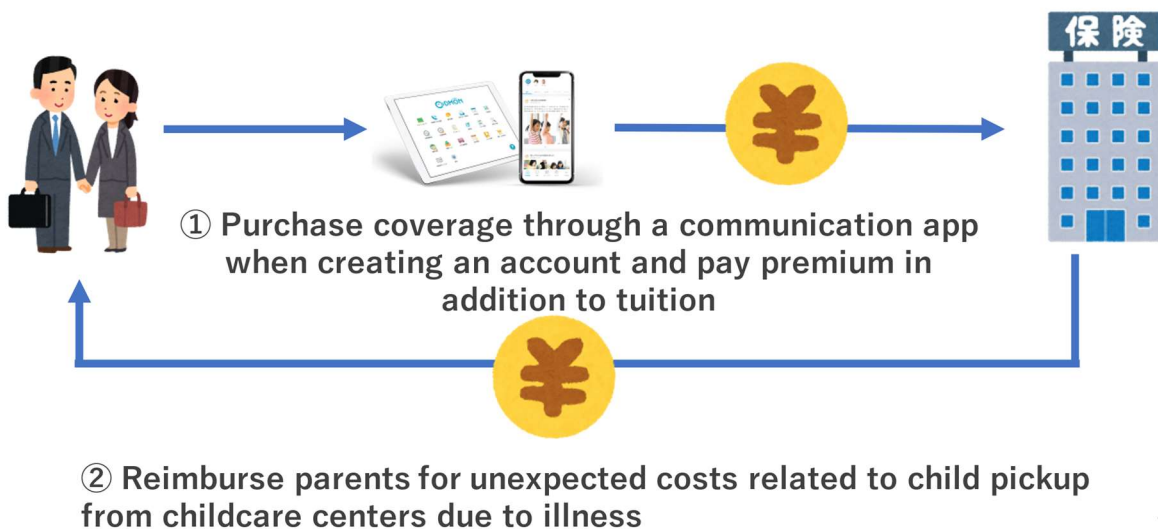 保険
CoDMON
① Purchase coverage through a communication app
when creating an account and pay premium in
addition to tuition
② Reimburse parents for unexpected costs related to child pickup
from childcare centers due to illness